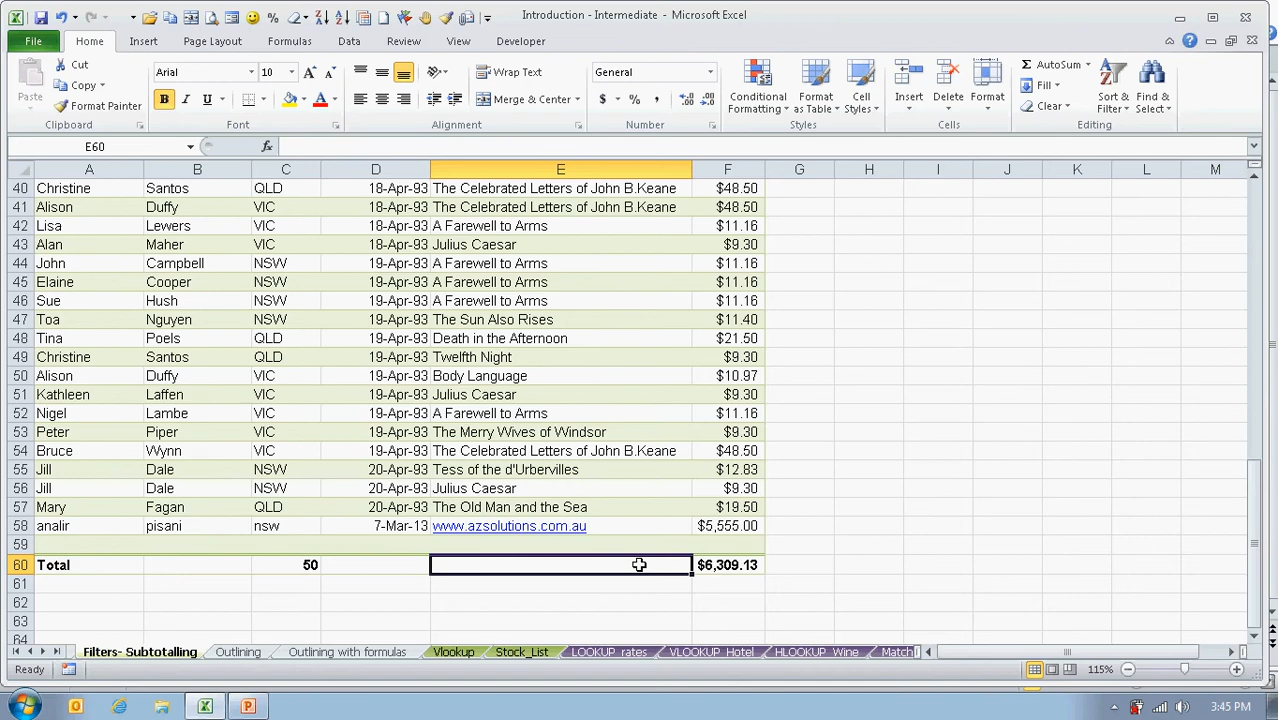 Introduction - Intermediate - Microsoft Excel
File Home Insert Page Layout Formulas Data Review View Developer
Cut
Copy
Format Painter
Paste
Clipboard
Arial 10
B I U
Font
Wrap Text
Merge & Center
Alignment
General
$ % ,
Number
Conditional Formatting
Format as Table
Cell Styles
Styles
Insert Delete Format
Cells
AutoSum
Fill
Clear
Sort & Filter
Find & Select
Editing
E60 fx
A B C D E F G H I J K L M
40 Christine Santos QLD 18-Apr-93 The Celebrated Letters of John B.Keane $48.50
41 Alison Duffy VIC 18-Apr-93 The Celebrated Letters of John B.Keane $48.50
42 Lisa Lewers VIC 18-Apr-93 A Farewell to Arms $11.16
43 Alan Maher VIC 18-Apr-93 Julius Caesar $9.30
44 John Campbell NSW 19-Apr-93 A Farewell to Arms $11.16
45 Elaine Cooper NSW 19-Apr-93 A Farewell to Arms $11.16
46 Sue Hush NSW 19-Apr-93 A Farewell to Arms $11.16
47 Toa Nguyen NSW 19-Apr-93 The Sun Also Rises $11.40
48 Tina Poels QLD 19-Apr-93 Death in the Afternoon $21.50
49 Christine Santos QLD 19-Apr-93 Twelfth Night $9.30
50 Alison Duffy VIC 19-Apr-93 Body Language $10.97
51 Kathleen Laffen VIC 19-Apr-93 Julius Caesar $9.30
52 Nigel Lambe VIC 19-Apr-93 A Farewell to Arms $11.16
53 Peter Piper VIC 19-Apr-93 The Merry Wives of Windsor $9.30
54 Bruce Wynn VIC 19-Apr-93 The Celebrated Letters of John B.Keane $48.50
55 Jill Dale NSW 20-Apr-93 Tess of the d'Urbervilles $12.83
56 Jill Dale NSW 20-Apr-93 Julius Caesar $9.30
57 Mary Fagan QLD 20-Apr-93 The Old Man and the Sea $19.50
58 analir pisani nsw 7-Mar-13 www.azsolutions.com.au $5,555.00
59
60 Total 50 $6,309.13
61
62
63
64
Filters- Subtotalling Outlining Outlining with formulas Vlookup Stock_List LOOKUP_rates VLOOKUP_Hotel HLOOKUP_Wine Match
Ready 115%
3:45 PM